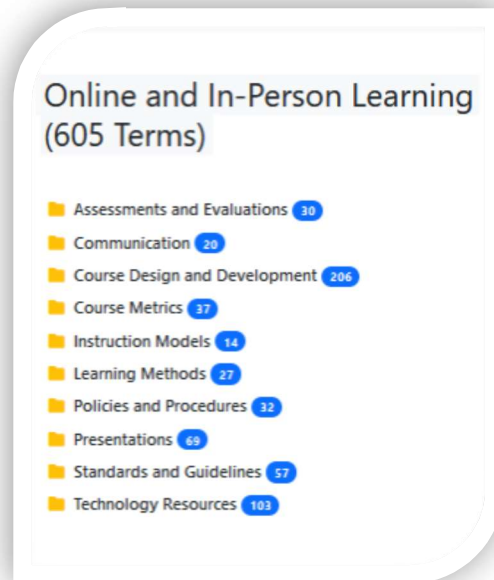 Online and In-Person Learning
(605 Terms)
Assessments and Evaluations 30
Communication 20
Course Design and Development 206
Course Metrics 37
Instruction Models 14
Learning Methods 27
Policies and Procedures 32
Presentations 69
Standards and Guidelines 57
Technology Resources 103